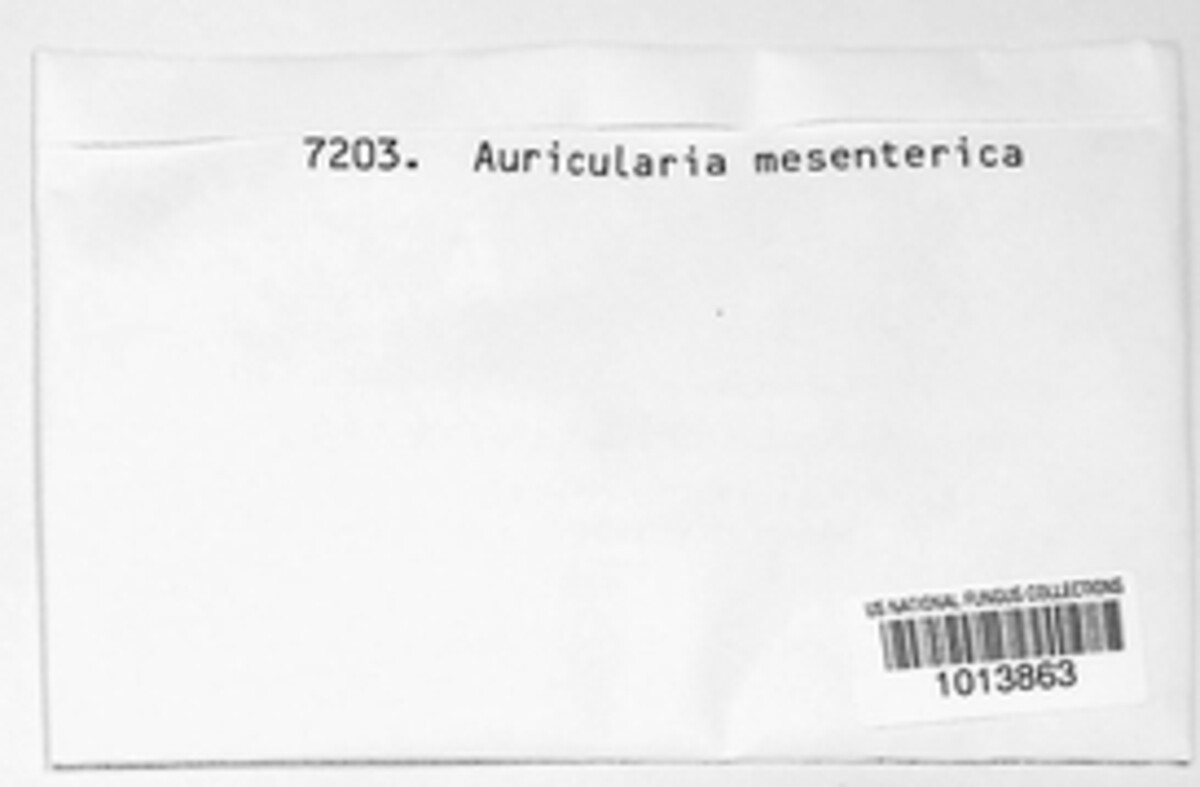 7203. Auricularia mesenterica
US NATIONAL FUNGUS COLLECTIONS
1013863